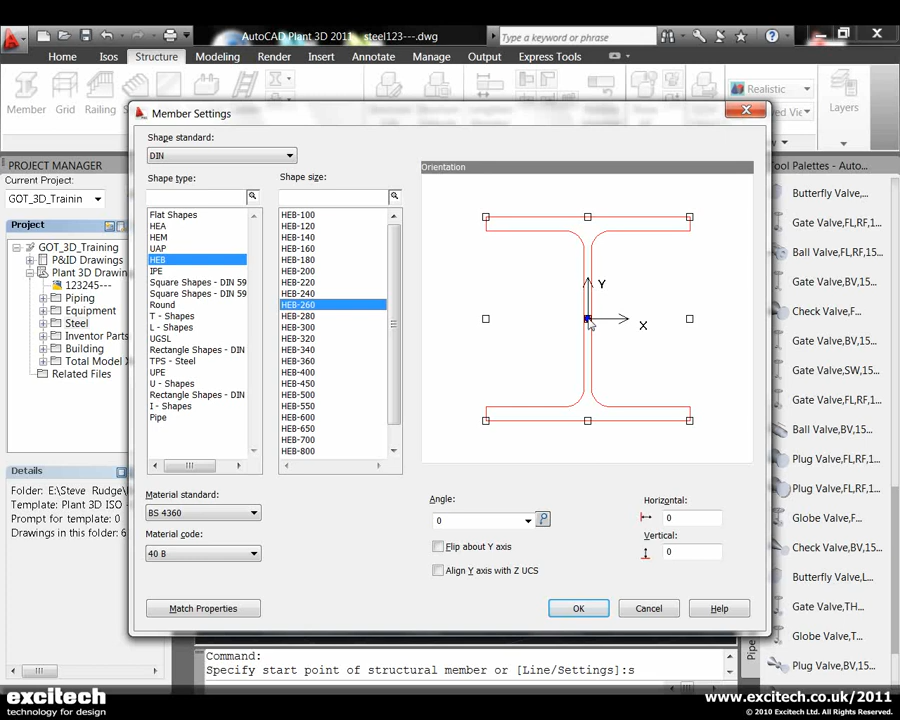 AutoCAD Plant 3D 2011 steel123---.dwg
Type a keyword or phrase
Home Isos Structure Modeling Render Insert Annotate Manage Output Express Tools
Member Grid Railing
Realistic
Layers
Member Settings
PROJECT MANAGER
Current Project:
GOT_3D_Trainin
Project
GOT_3D_Training
P&ID Drawings
Plant 3D Drawin
123245---
Piping
Equipment
Steel
Inventor Parts
Building
Total Model
Related Files
Details
Folder: E:\Steve Rudge\
Template: Plant 3D ISO
Prompt for template: 0
Drawings in this folder: 6
Shape standard:
DIN
Shape type:
Flat Shapes
HEA
HEM
UAP
HEB
IPE
Square Shapes - DIN 59
Square Shapes - DIN 59
Round
T - Shapes
L - Shapes
UGSL
Rectangle Shapes - DIN
TPS - Steel
UPE
U - Shapes
Rectangle Shapes - DIN
I - Shapes
Pipe
Shape size:
HEB-100
HEB-120
HEB-140
HEB-160
HEB-180
HEB-200
HEB-220
HEB-240
HEB-260
HEB-280
HEB-300
HEB-320
HEB-340
HEB-360
HEB-400
HEB-450
HEB-500
HEB-550
HEB-600
HEB-650
HEB-700
HEB-800
Orientation
Y
X
Material standard:
BS 4360
Material code:
40 B
Angle:
0
Flip about Y axis
Align Y axis with Z UCS
Horizontal:
0
Vertical:
0
Match Properties
OK
Cancel
Help
Tool Palettes - Auto...
Butterfly Valve,...
Gate Valve,FL,RF,1...
Ball Valve,FL,RF,15...
Gate Valve,BV,15...
Check Valve,F...
Gate Valve,BV,15...
Gate Valve,SW,15...
Gate Valve,FL,RF,1...
Ball Valve,BV,15...
Plug Valve,FL,RF,15...
Plug Valve,FL,RF,1...
Globe Valve,F...
Check Valve,BV,15...
Butterfly Valve,L...
Gate Valve,TH...
Globe Valve,T...
Plug Valve,BV,15...
Pipe
Command:
Specify start point of structural member or [Line/Settings]:s
excitech
technology for design
www.excitech.co.uk/2011
© 2010 Excitech Ltd. All Rights Reserved.